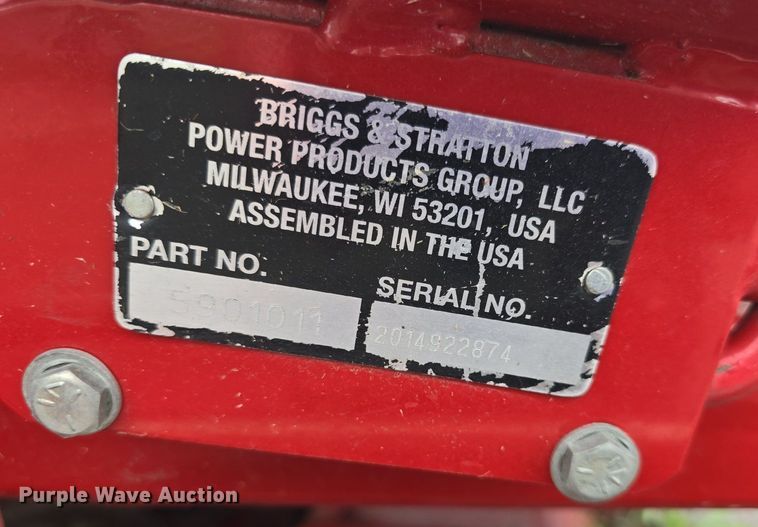 BRIGGS & STRATTON
POWER PRODUCTS GROUP, LLC
MILWAUKEE, WI 53201, USA
ASSEMBLED IN THE USA
PART NO.
5901011
SERIAL NO.
2014922874
Purple Wave Auction